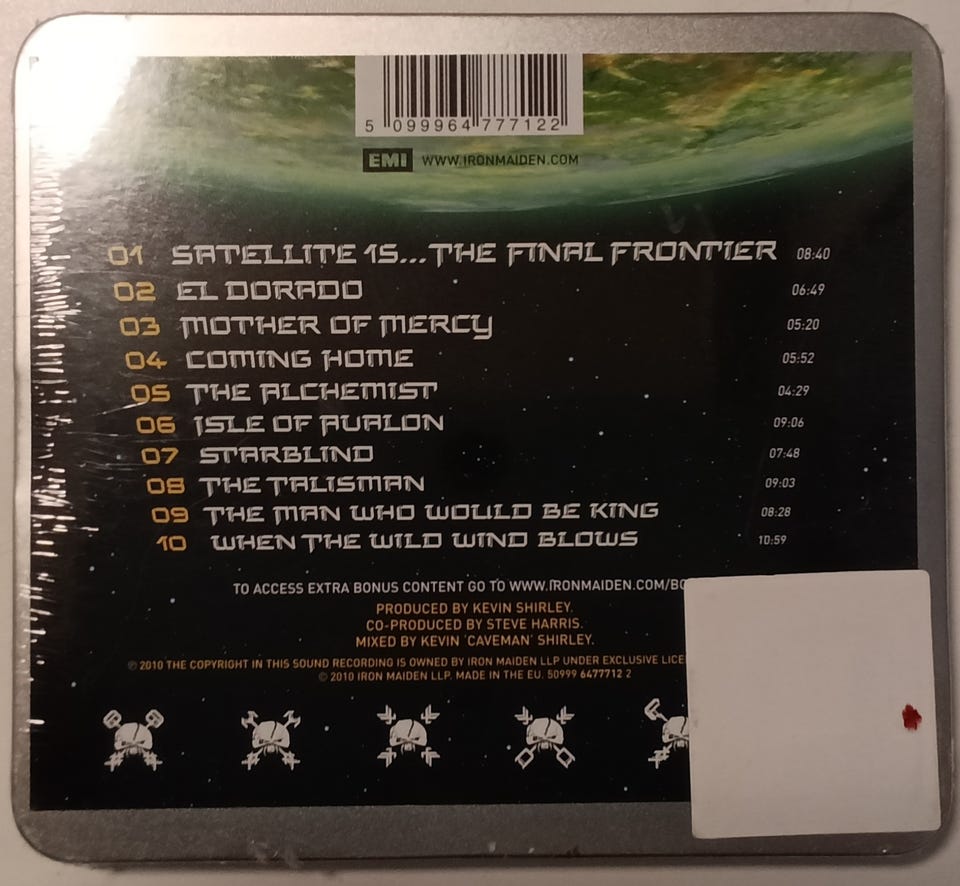 5 099964 777122
EMI WWW.IRONMAIDEN.COM
01 SATELLITE 15...THE FINAL FRONTIER 08:40
02 EL DORADO 06:49
03 MOTHER OF MERCY 05:20
04 COMING HOME 05:52
05 THE ALCHEMIST 04:29
06 ISLE OF AVALON 09:06
07 STARBLIND 07:48
08 THE TALISMAN 09:03
09 THE MAN WHO WOULD BE KING 08:28
10 WHEN THE WILD WIND BLOWS 10:59
TO ACCESS EXTRA BONUS CONTENT GO TO WWW.IRONMAIDEN.COM/BO
PRODUCED BY KEVIN SHIRLEY.
CO-PRODUCED BY STEVE HARRIS.
MIXED BY KEVIN 'CAVEMAN' SHIRLEY.
℗ 2010 THE COPYRIGHT IN THIS SOUND RECORDING IS OWNED BY IRON MAIDEN LLP UNDER EXCLUSIVE LICE
© 2010 IRON MAIDEN LLP. MADE IN THE EU. 50999 6477712 2